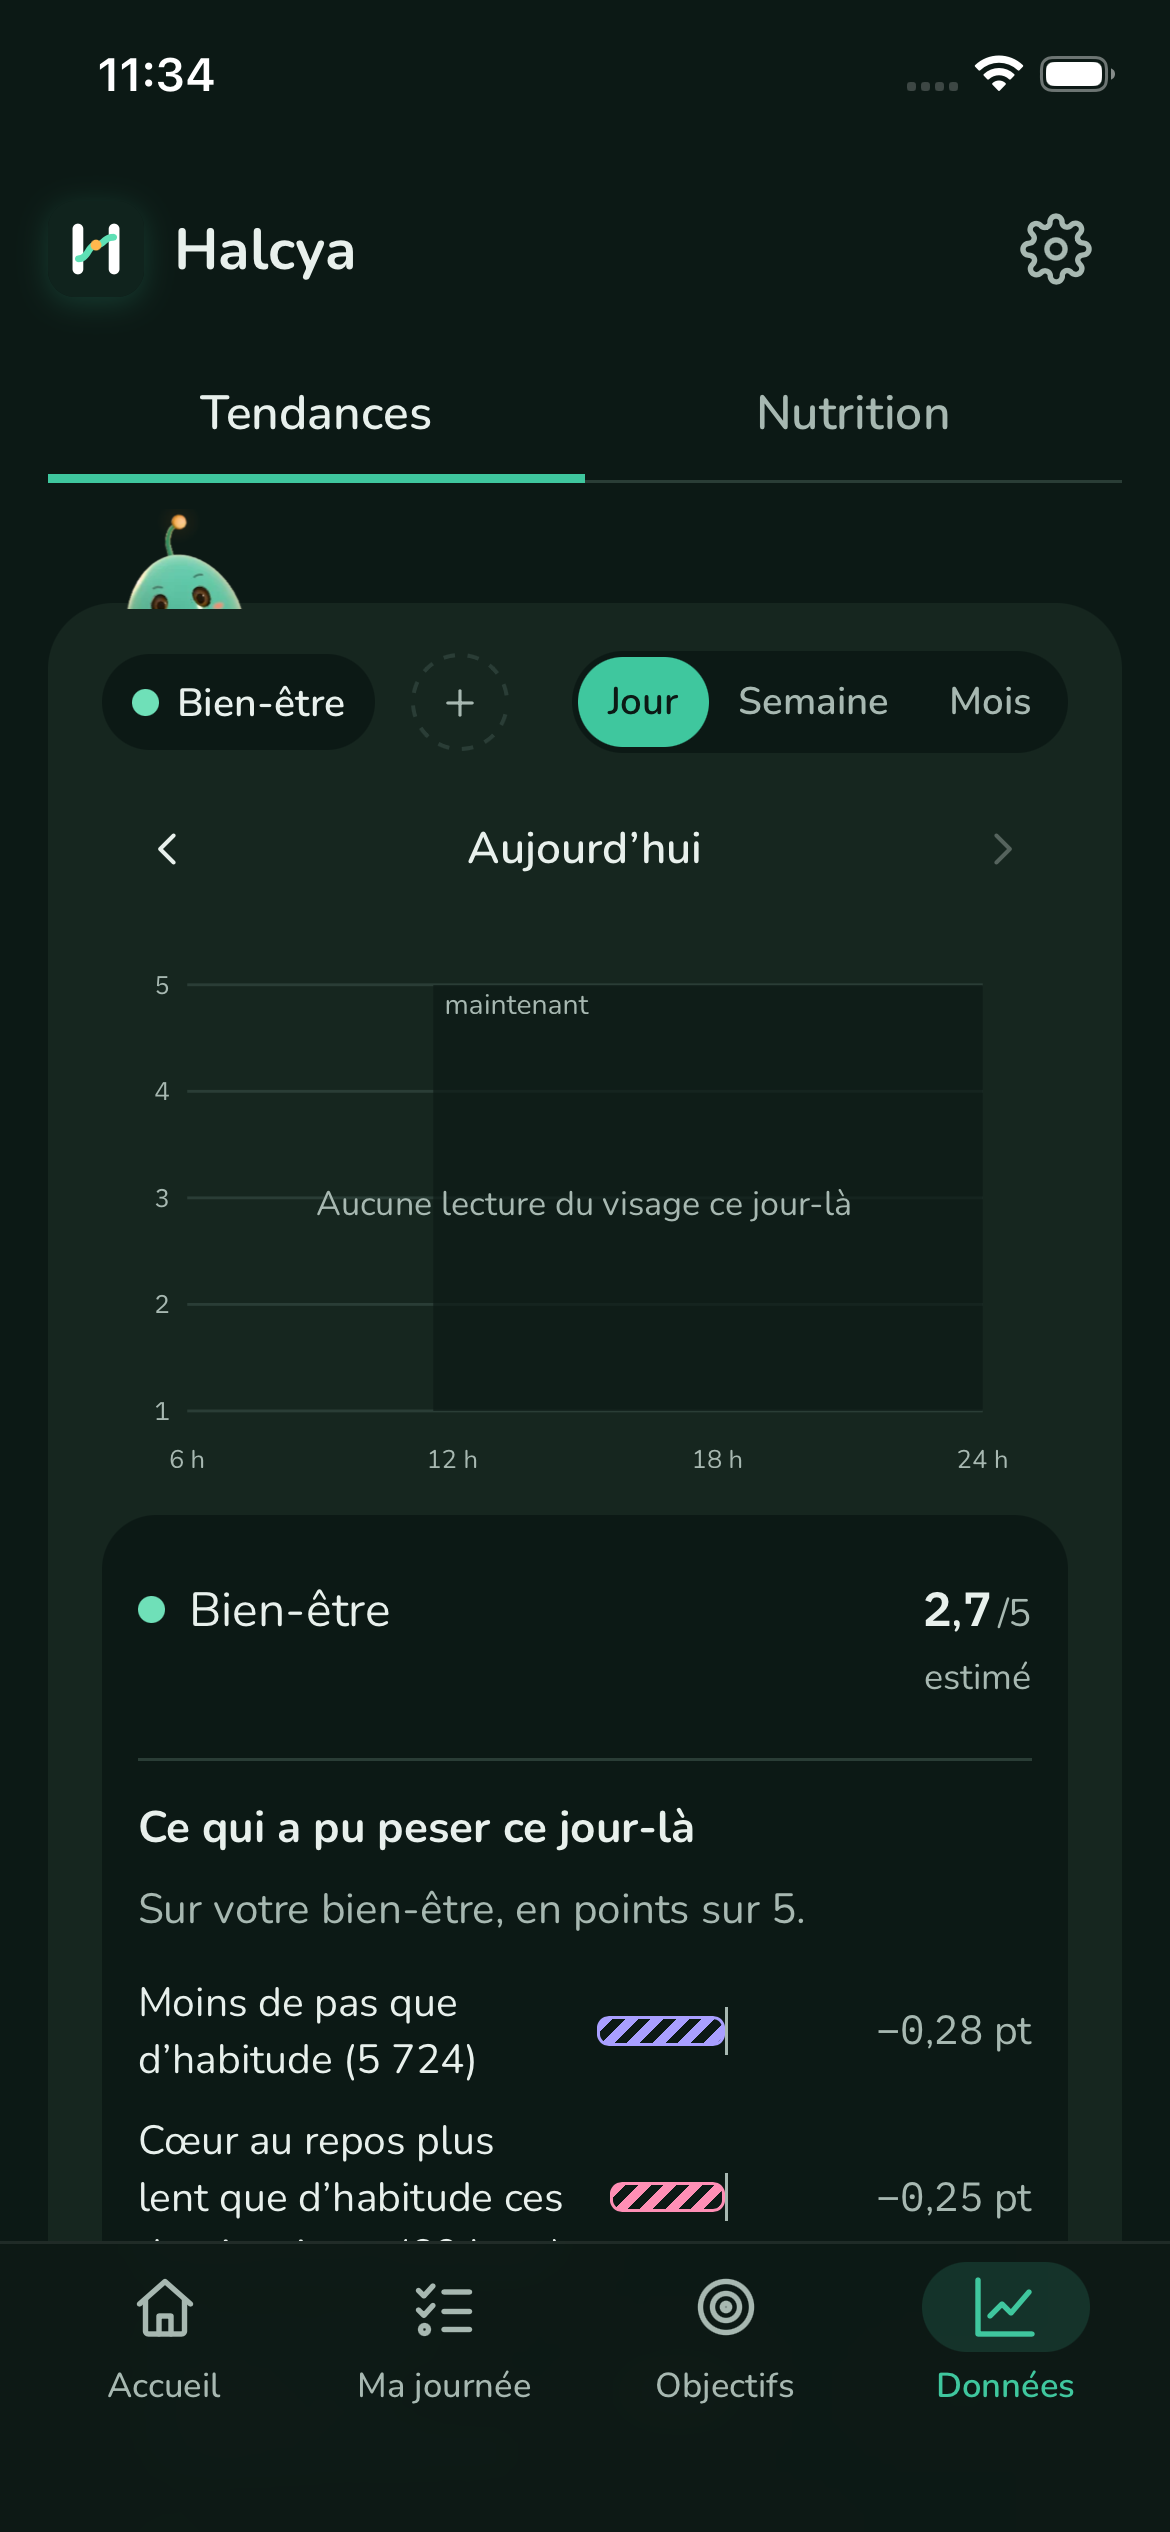 11:34
Halcya
Tendances
Nutrition
Bien-être
+
Jour
Semaine
Mois
Aujourd’hui
5
maintenant
4
3
Aucune lecture du visage ce jour-là
2
1
6 h
12 h
18 h
24 h
Bien-être
2,7 /5
estimé
Ce qui a pu peser ce jour-là
Sur votre bien-être, en points sur 5.
Moins de pas que
d’habitude (5 724)
−0,28 pt
Cœur au repos plus
lent que d’habitude ces
−0,25 pt
Accueil
Ma journée
Objectifs
Données